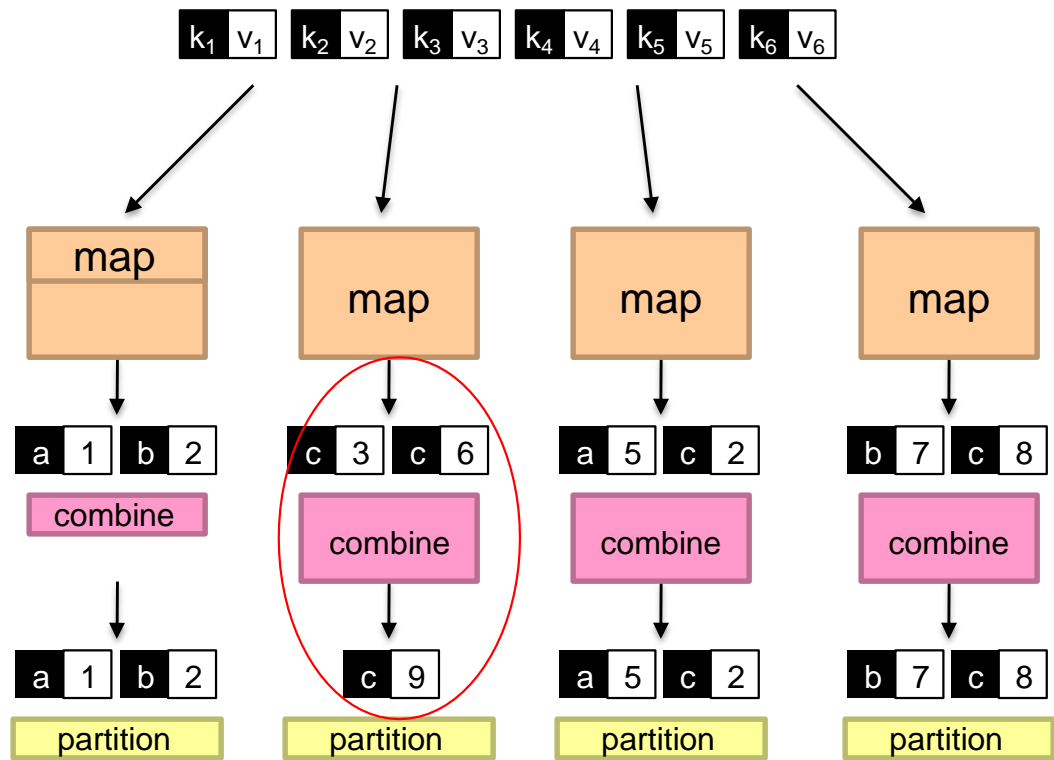 k₁ v₁ k₂ v₂ k₃ v₃ k₄ v₄ k₅ v₅ k₆ v₆
map map map map
a 1 b 2 c 3 c 6 a 5 c 2 b 7 c 8
combine combine combine combine
a 1 b 2 c 9 a 5 c 2 b 7 c 8
partition partition partition partition